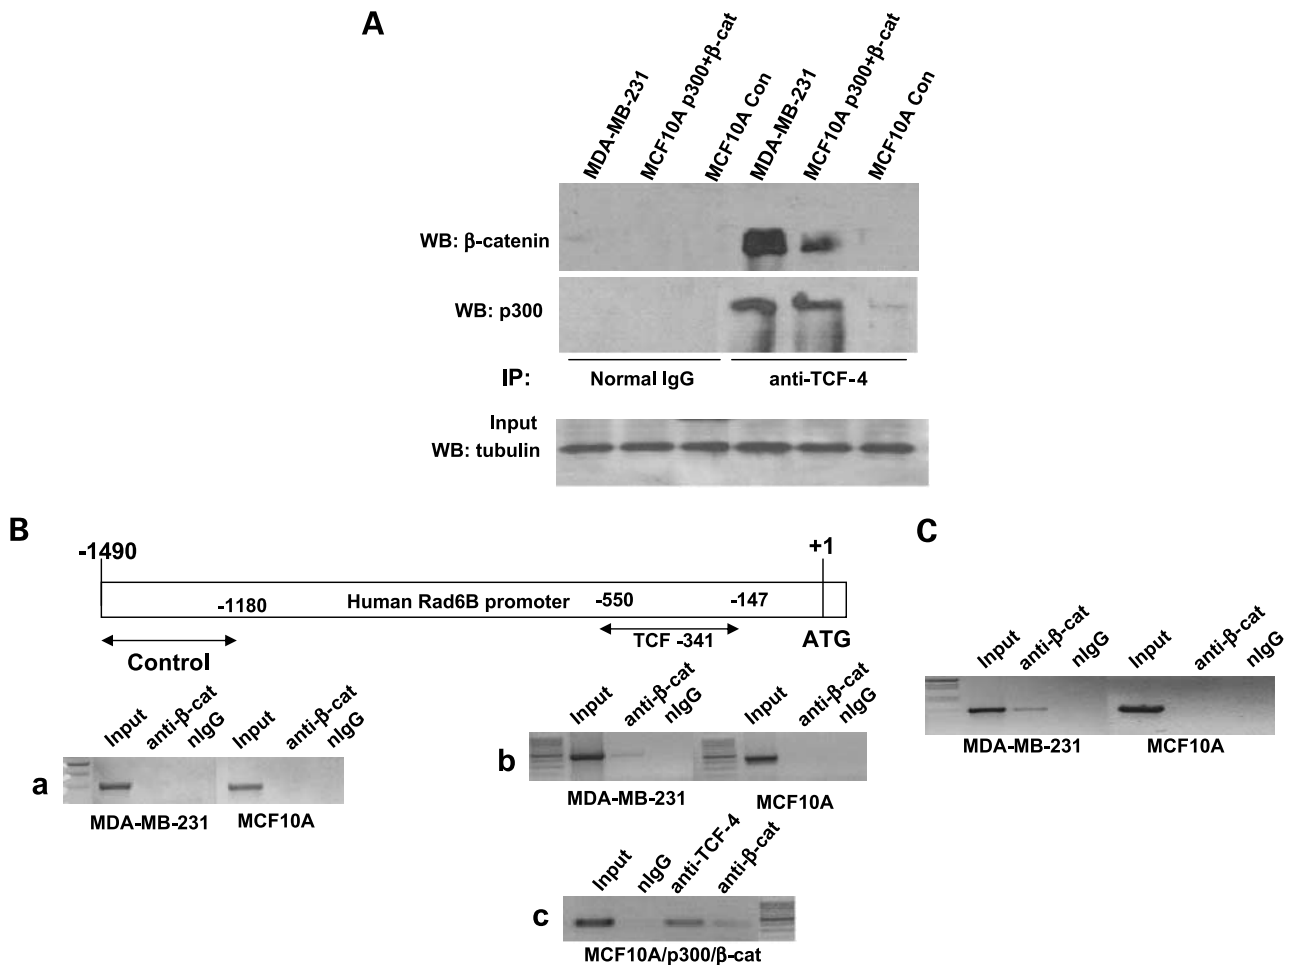 A
MDA-MB-231
MCF10A p300+β-cat
MCF10A Con
MDA-MB-231
MCF10A p300+β-cat
MCF10A Con
WB: β-catenin
WB: p300
IP:
Normal IgG
anti-TCF-4
Input
WB: tubulin
B
-1490
+1
-1180
Human Rad6B promoter
-550
-147
Control
TCF -341
ATG
Input
anti-β-cat
nIgG
Input
anti-β-cat
nIgG
a
MDA-MB-231
MCF10A
Input
anti-β-cat
nIgG
Input
anti-β-cat
nIgG
b
MDA-MB-231
MCF10A
Input
nIgG
anti-TCF-4
anti-β-cat
c
MCF10A/p300/β-cat
C
Input
anti-β-cat
nIgG
Input
anti-β-cat
nIgG
MDA-MB-231
MCF10A